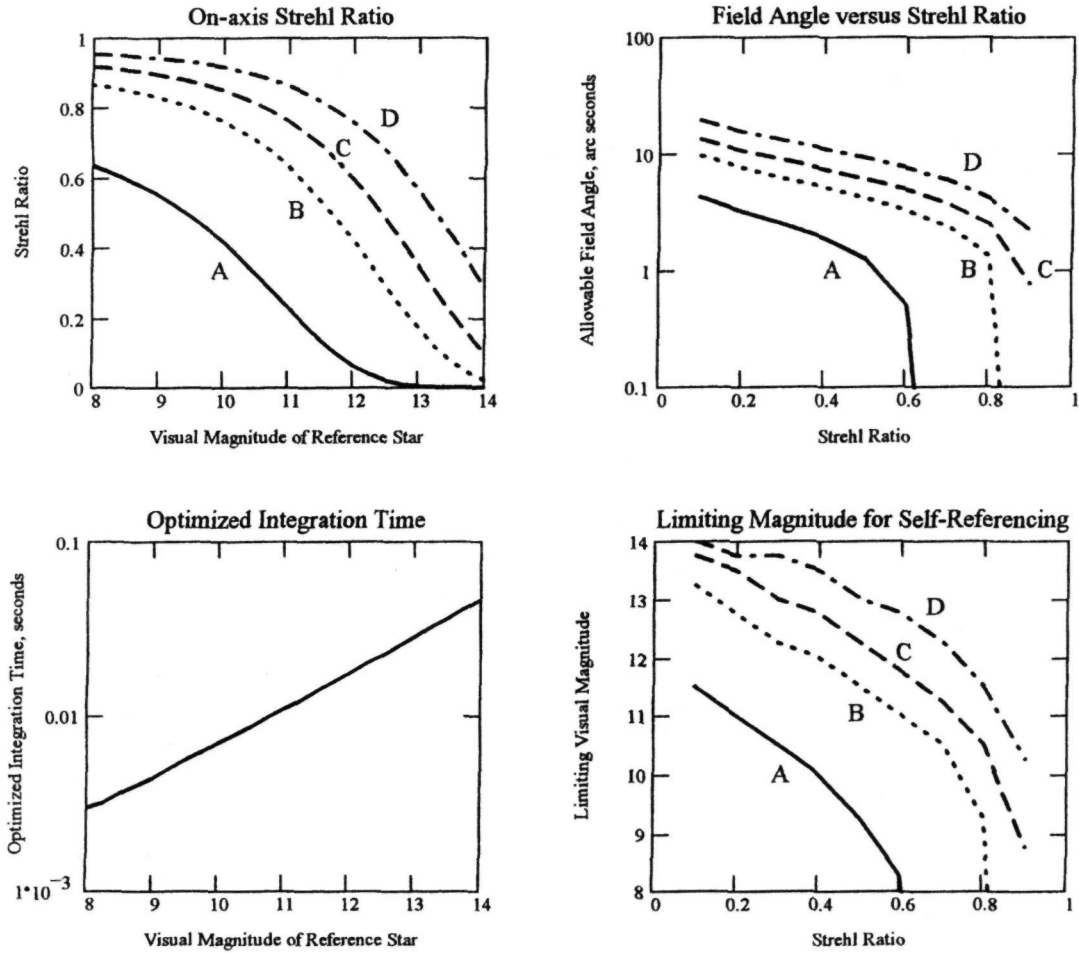 On-axis Strehl Ratio
1
0.8
0.6
0.4
0.2
0
Strehl Ratio
A
B
C
D
8 9 10 11 12 13 14
Visual Magnitude of Reference Star
Field Angle versus Strehl Ratio
100
10
1
0.1
Allowable Field Angle, arc seconds
A
B
C
D
0 0.2 0.4 0.6 0.8 1
Strehl Ratio
Optimized Integration Time
0.1
0.01
1*10⁻³
Optimized Integration Time, seconds
8 9 10 11 12 13 14
Visual Magnitude of Reference Star
Limiting Magnitude for Self-Referencing
14
13
12
11
10
9
8
Limiting Visual Magnitude
A
B
C
D
0 0.2 0.4 0.6 0.8 1
Strehl Ratio